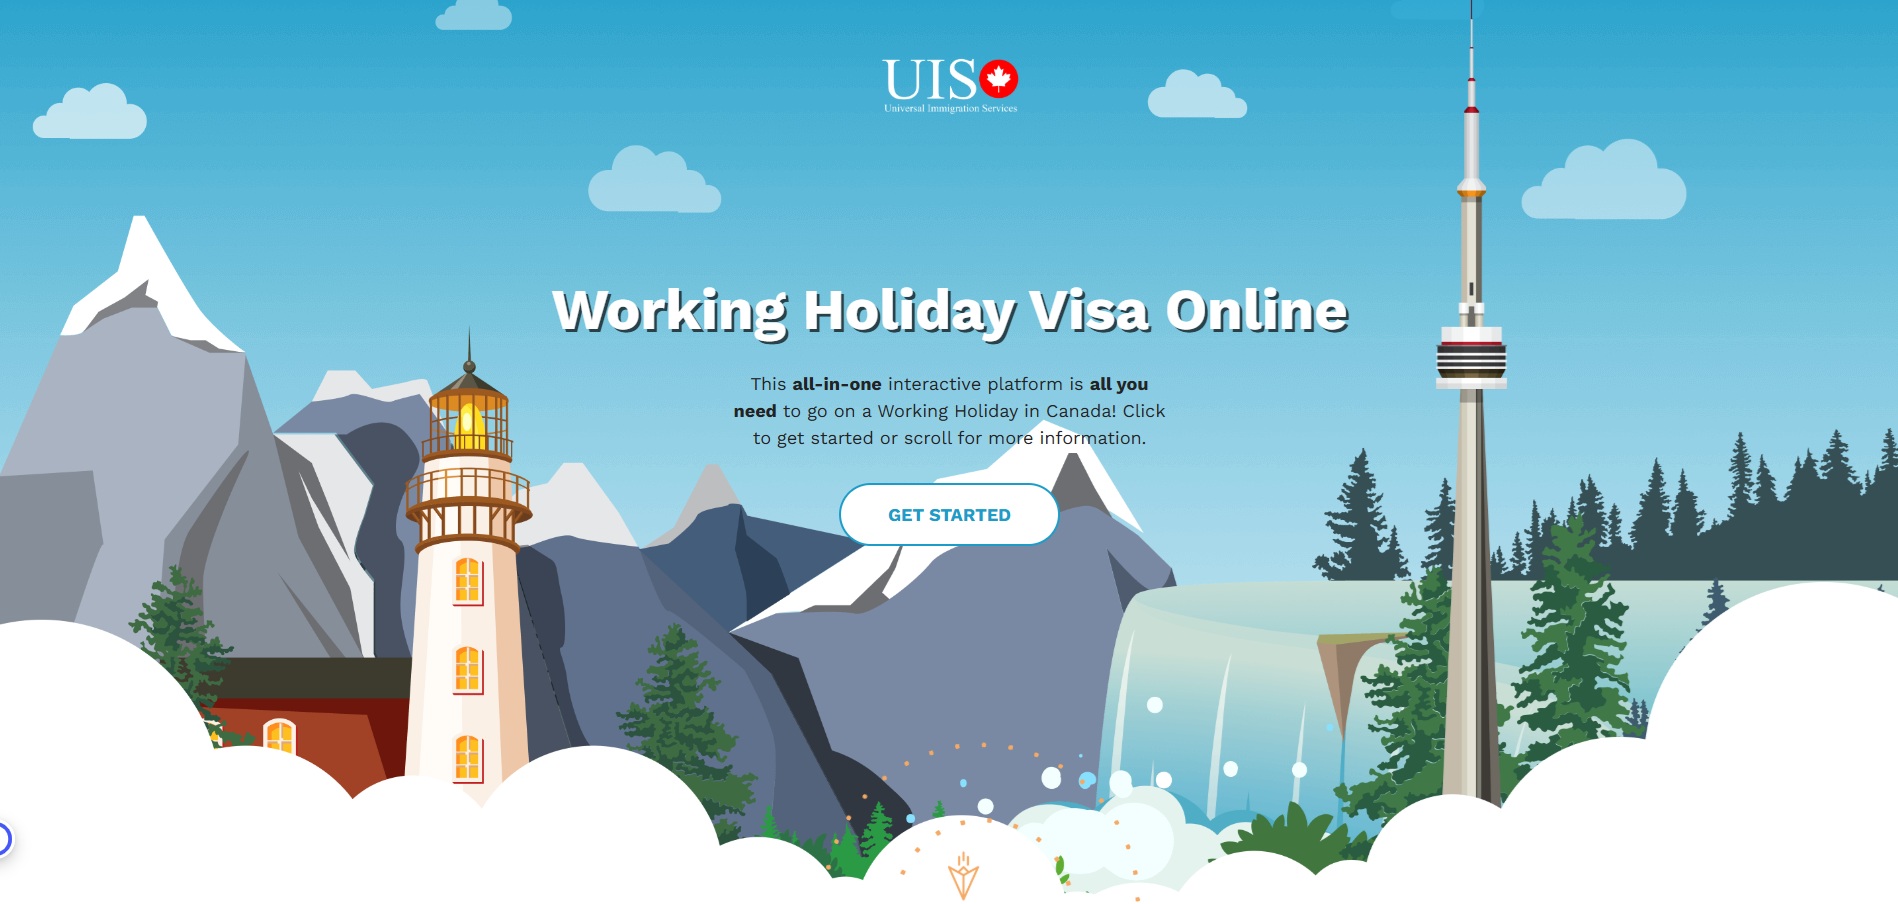 UIS
Universal Immigration Services
Working Holiday Visa Online
This all-in-one interactive platform is all you
need to go on a Working Holiday in Canada! Click
to get started or scroll for more information.
GET STARTED